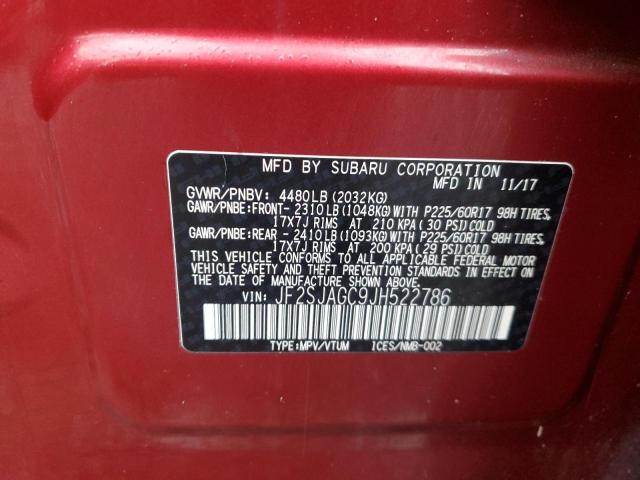 MFD BY SUBARU CORPORATION
MFD IN 11/17
GVWR/PNBV: 4480LB(2032KG)
GAWR/PNBE:FRONT- 2310LB(1048KG)WITH P225/60R17 98H TIRES,
17X7J RIMS AT 210 KPA(30 PSI)COLD
GAWR/PNBE:REAR - 2410LB(1093KG)WITH P225/60R17 98H TIRES,
17X7J RIMS AT 200 KPA(29 PSI)COLD
THIS VEHICLE CONFORMS TO ALL APPLICABLE FEDERAL MOTOR
VEHICLE SAFETY AND THEFT PREVENTION STANDARDS IN
EFFECT ON THE DATE OF MANUFACTURE SHOWN ABOVE.
VIN: JF2SJAGC9JH522786
TYPE:MPV/VTUM ICES/NMB-002